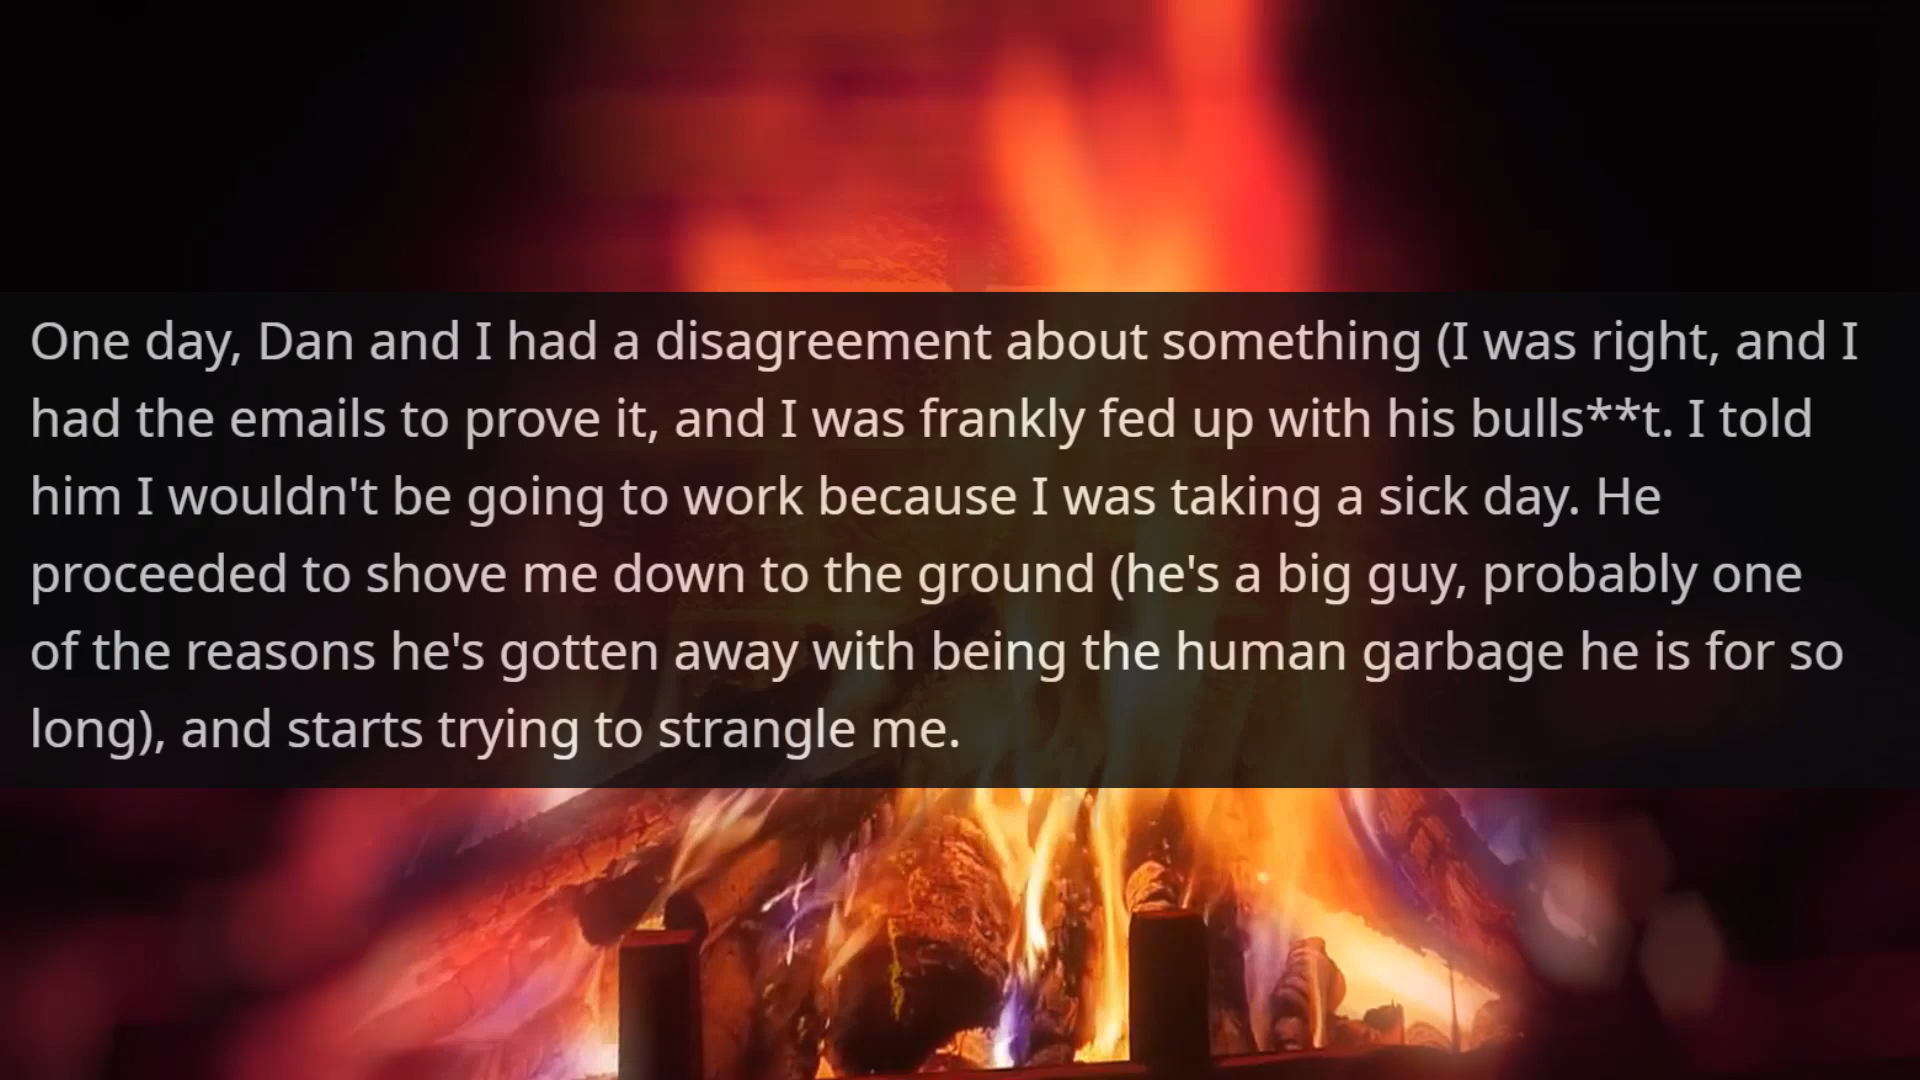 One day, Dan and I had a disagreement about something (I was right, and I
had the emails to prove it, and I was frankly fed up with his bulls**t. I told
him I wouldn't be going to work because I was taking a sick day. He
proceeded to shove me down to the ground (he's a big guy, probably one
of the reasons he's gotten away with being the human garbage he is for so
long), and starts trying to strangle me.